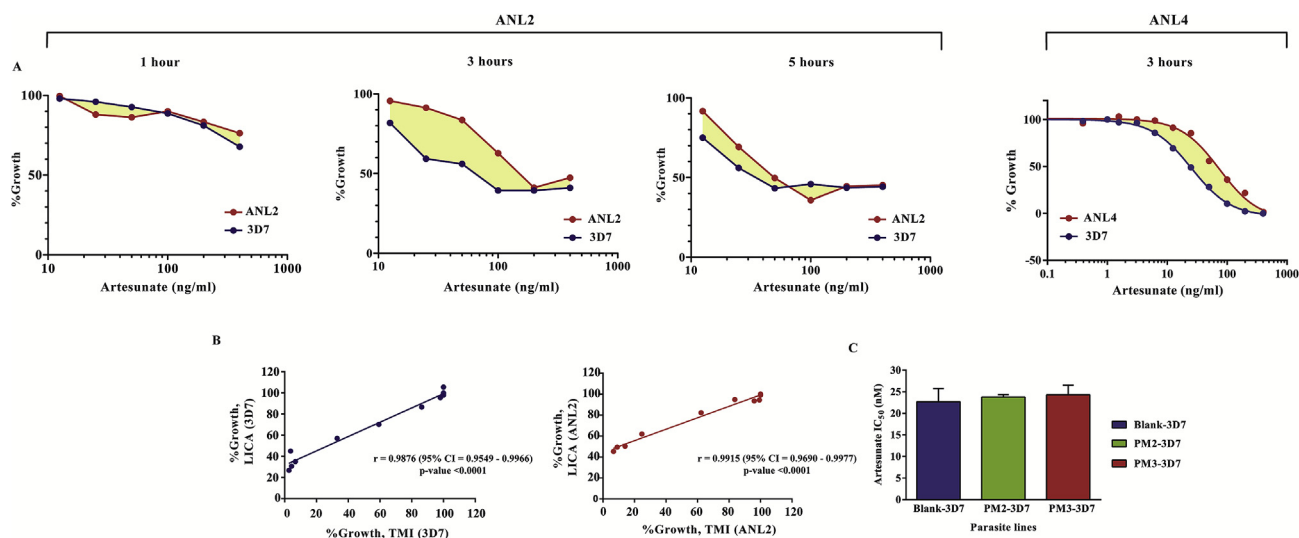 ANL2
ANL4
A
1 hour
3 hours
5 hours
3 hours
%Growth
100
50
0
10
100
1000
ANL2
3D7
Artesunate (ng/ml)
%Growth
100
50
0
10
100
1000
ANL2
3D7
Artesunate (ng/ml)
%Growth
100
50
0
10
100
1000
ANL2
3D7
Artesunate (ng/ml)
% Growth
100
50
0
-50
0.1
1
10
100
1000
ANL4
3D7
Artesunate (ng/ml)
B
%Growth,
LICA (3D7)
120
100
80
60
40
20
0
r = 0.9876 (95% CI = 0.9549 - 0.9966)
p-value <0.0001
0 20 40 60 80 100 120
%Growth, TMI (3D7)
%Growth,
LICA (ANL2)
120
100
80
60
40
20
0
r = 0.9915 (95% CI = 0.9690 - 0.9977)
p-value <0.0001
0 20 40 60 80 100 120
%Growth, TMI (ANL2)
C
Artesunate IC50 (nM)
30
25
20
15
10
5
0
Blank-3D7 PM2-3D7 PM3-3D7
Parasite lines
Blank-3D7
PM2-3D7
PM3-3D7